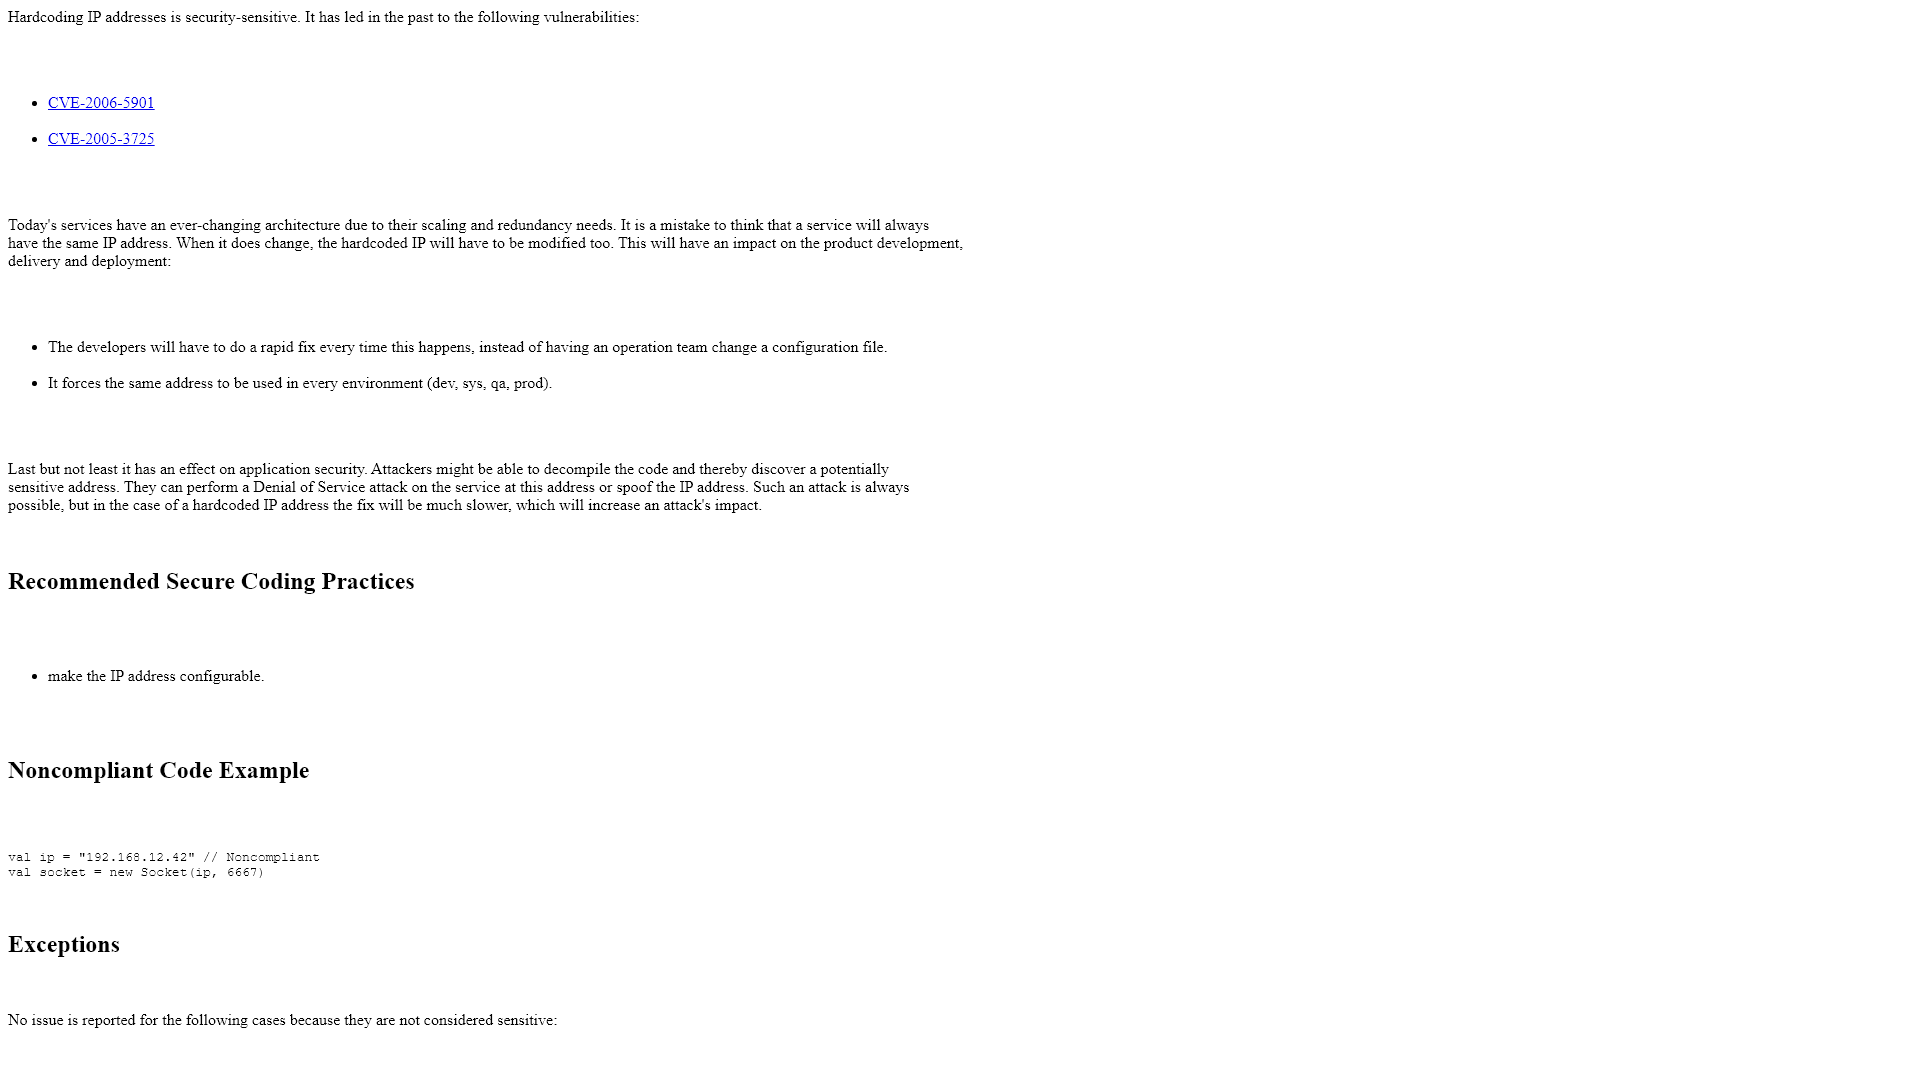 Hardcoding IP addresses is security-sensitive. It has led in the past to the following vulnerabilities:
• CVE-2006-5901
• CVE-2005-3725
Today's services have an ever-changing architecture due to their scaling and redundancy needs. It is a mistake to think that a service will always
have the same IP address. When it does change, the hardcoded IP will have to be modified too. This will have an impact on the product development,
delivery and deployment:
• The developers will have to do a rapid fix every time this happens, instead of having an operation team change a configuration file.
• It forces the same address to be used in every environment (dev, sys, qa, prod).
Last but not least it has an effect on application security. Attackers might be able to decompile the code and thereby discover a potentially
sensitive address. They can perform a Denial of Service attack on the service at this address or spoof the IP address. Such an attack is always
possible, but in the case of a hardcoded IP address the fix will be much slower, which will increase an attack's impact.
Recommended Secure Coding Practices
• make the IP address configurable.
Noncompliant Code Example
val ip = "192.168.12.42" // Noncompliant
val socket = new Socket(ip, 6667)
Exceptions
No issue is reported for the following cases because they are not considered sensitive: